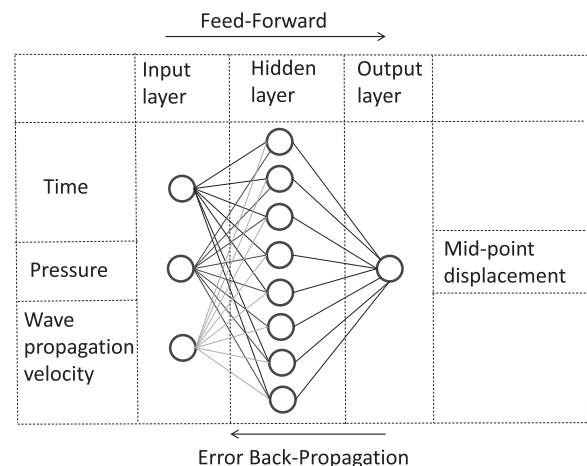 Feed-Forward
Input
layer
Hidden
layer
Output
layer
Time
Pressure
Wave
propagation
velocity
Mid-point
displacement
Error Back-Propagation